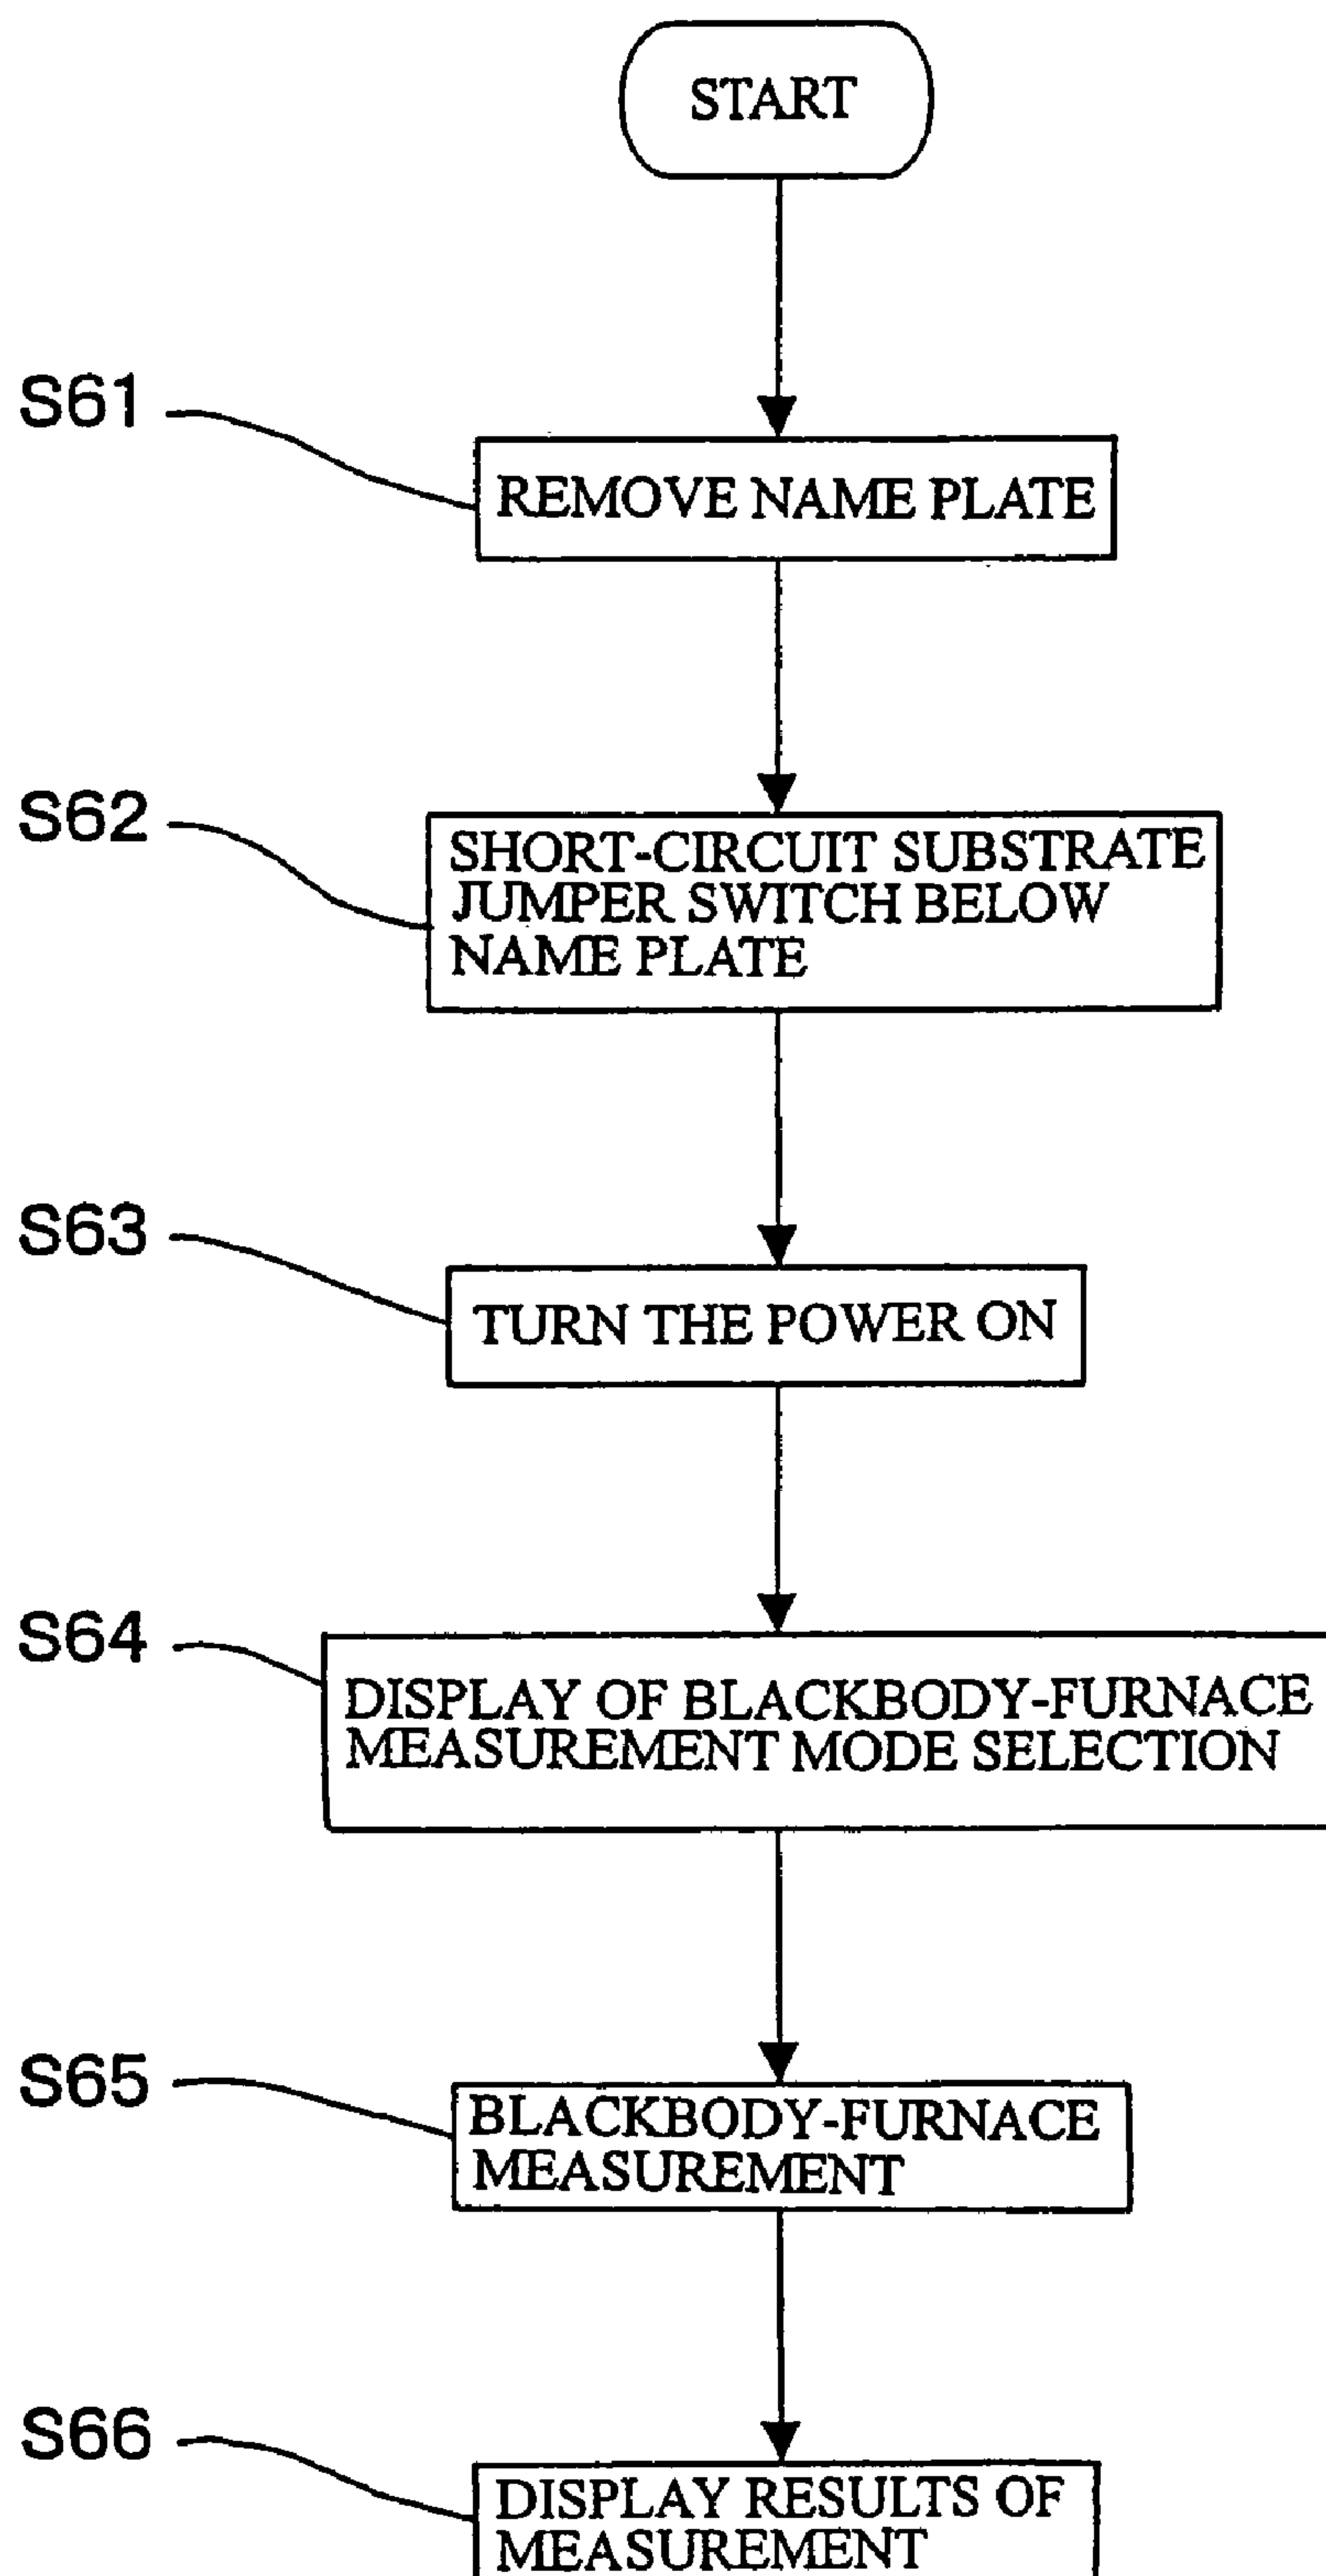 START
S61
REMOVE NAME PLATE
S62
SHORT-CIRCUIT SUBSTRATE
JUMPER SWITCH BELOW
NAME PLATE
S63
TURN THE POWER ON
S64
DISPLAY OF BLACKBODY-FURNACE
MEASUREMENT MODE SELECTION
S65
BLACKBODY-FURNACE
MEASUREMENT
S66
DISPLAY RESULTS OF
MEASUREMENT